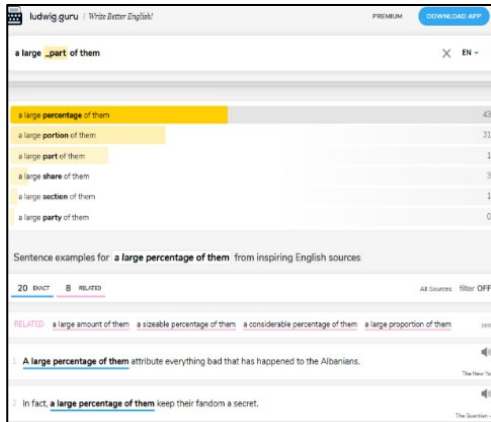 ludwig.guru / Write Better English!
PREMIUM
DOWNLOAD APP
a large _part of them
EN
a large percentage of them
43
a large portion of them
31
a large part of them
1
a large share of them
3
a large section of them
1
a large party of them
0
Sentence examples for a large percentage of them from inspiring English sources
20 EXACT 8 RELATED
All Sources filter OFF
RELATED a large amount of them a sizeable percentage of them a considerable percentage of them a large proportion of them
1 A large percentage of them attribute everything bad that has happened to the Albanians.
The New Yo
2 In fact, a large percentage of them keep their fandom a secret.
The Guardian